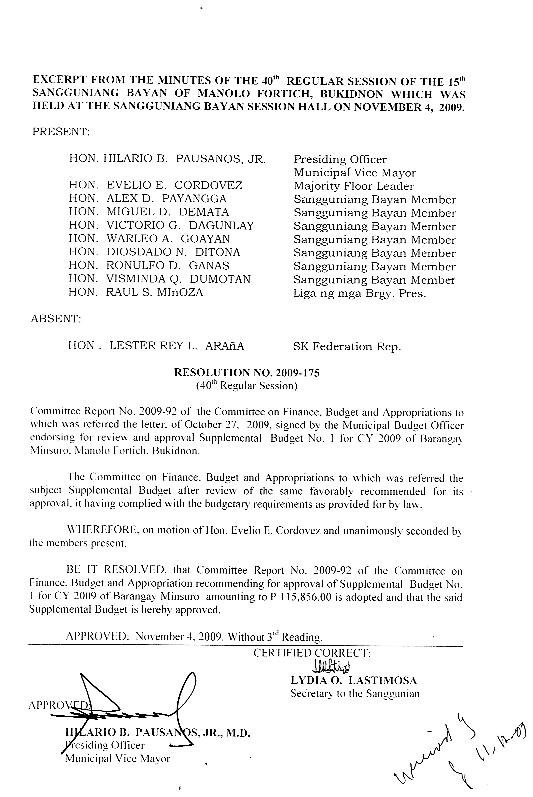 EXCERPT FROM THE MINUTES OF THE 40th REGULAR SESSION OF THE 15th
SANGGUNIANG BAYAN OF MANOLO FORTICH, BUKIDNON WHICH WAS
HELD AT THE SANGGUNIANG BAYAN SESSION HALL ON NOVEMBER 4, 2009.
PRESENT:
HON. HILARIO B. PAUSANOS, JR. Presiding Officer
Municipal Vice Mayor
HON. EVELIO E. CORDOVEZ Majority Floor Leader
HON. ALEX D. PAYANGGA Sangguniang Bayan Member
HON. MIGUEL D. DEMATA Sangguniang Bayan Member
HON. VICTORIO G. DAGUNLAY Sangguniang Bayan Member
HON. WARLEO A. GOAYAN Sangguniang Bayan Member
HON. DIOSDADO N. DITONA Sangguniang Bayan Member
HON. RONULFO D. GANAS Sangguniang Bayan Member
HON. VISMINDA Q. DUMOTAN Sangguniang Bayan Member
HON. RAUL S. MIñOZA Liga ng mga Brgy. Pres.
ABSENT:
HON . LESTER REY L. ARAñA SK Federation Rep.
RESOLUTION NO. 2009-175
(40th Regular Session)
Committee Report No. 2009-92 of the Committee on Finance, Budget and Appropriations to
which was referred the letter, of October 27, 2009, signed by the Municipal Budget Officer
endorsing for review and approval Supplemental Budget No. 1 for CY 2009 of Barangay
Minsuro, Manolo Fortich, Bukidnon.
The Committee on Finance, Budget and Appropriations to which was referred the
subject Supplemental Budget after review of the same favorably recommended for its
approval, it having complied with the budgetary requirements as provided for by law.
WHEREFORE, on motion of Hon. Evelio E. Cordovez and unanimously seconded by
the members present.
BE IT RESOLVED, that Committee Report No. 2009-92 of the Committee on
Finance, Budget and Appropriation recommending for approval of Supplemental Budget No.
1 for CY 2009 of Barangay Minsuro amounting to P 115,856.00 is adopted and that the said
Supplemental Budget is hereby approved.
APPROVED. November 4, 2009. Without 3rd Reading.
CERTIFIED CORRECT:
LYDIA O. LASTIMOSA
Secretary to the Sanggunian
APPROVED:
HILARIO B. PAUSANOS, JR., M.D.
Presiding Officer
Municipal Vice Mayor
11-12-09